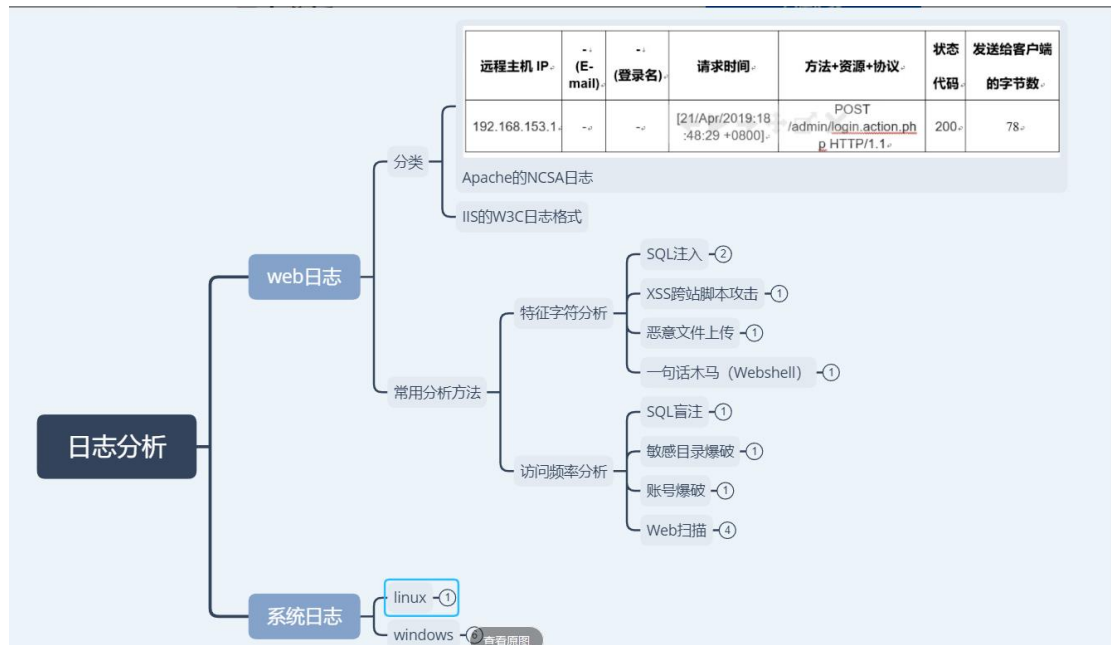 远程主机 IP
-
(E-
mail)
-
(登录名)
请求时间
方法+资源+协议
状态
代码
发送给客户端
的字节数
192.168.153.1
-
-
[21/Apr/2019:18
:48:29 +0800]
POST
/admin/login.action.ph
p HTTP/1.1
200
78
Apache的NCSA日志
分类
IIS的W3C日志格式
web日志
SQL注入 2
XSS跨站脚本攻击 1
特征字符分析
恶意文件上传 1
一句话木马（Webshell） 1
常用分析方法
SQL盲注 1
敏感目录爆破 1
访问频率分析
账号爆破 1
Web扫描 4
日志分析
linux 1
系统日志
windows 6
查看原图